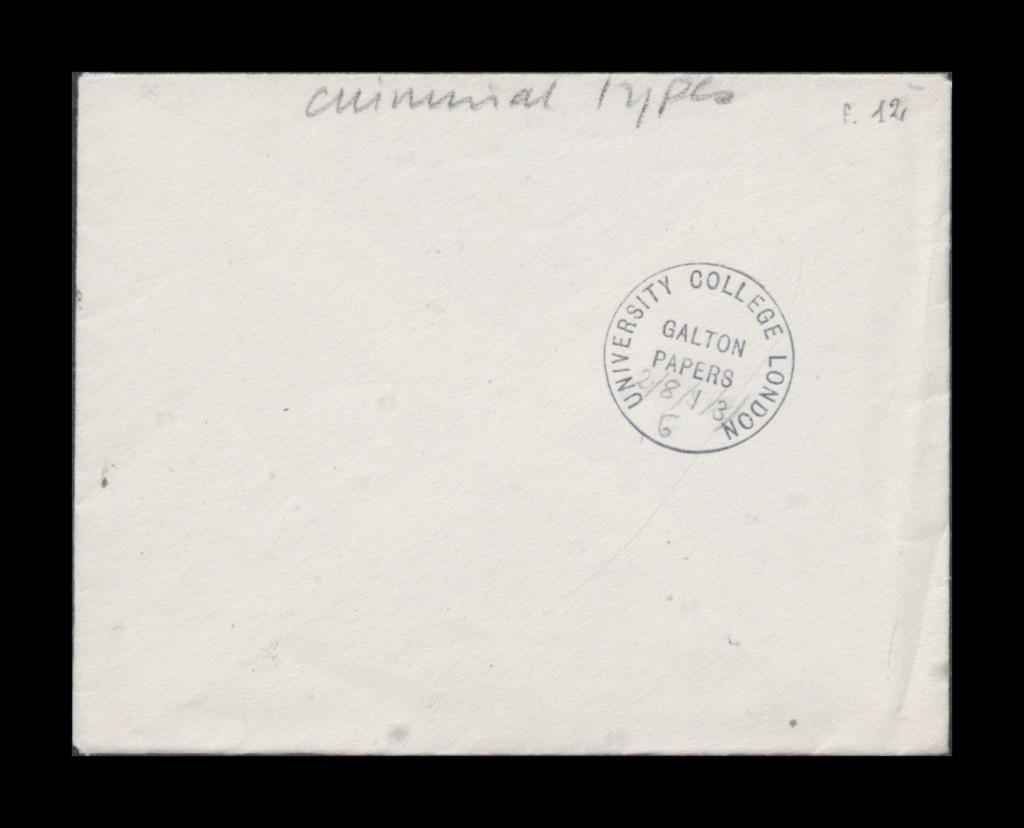 criminal types
f. 12
UNIVERSITY COLLEGE LONDON
GALTON
PAPERS
2/8/1/3/
6